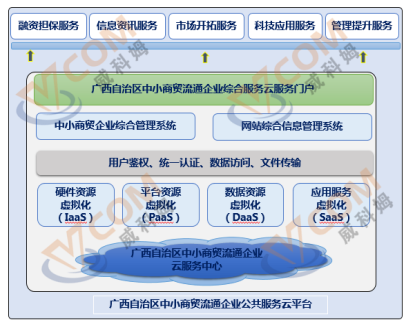 融资担保服务 信息资讯服务 市场开拓服务 科技应用服务 管理提升服务
广西自治区中小商贸流通企业综合服务云服务门户
中小商贸企业综合管理系统 网站综合信息管理系统
用户鉴权、统一认证、数据访问、文件传输
硬件资源 平台资源 数据资源 应用服务
虚拟化 虚拟化 虚拟化 虚拟化
（IaaS） （PaaS） （DaaS） （SaaS）
广西自治区中小商贸流通企业
云服务中心
广西自治区中小商贸流通企业公共服务云平台
VCOM
威科姆
VCOM
威科姆
VCOM
威科姆